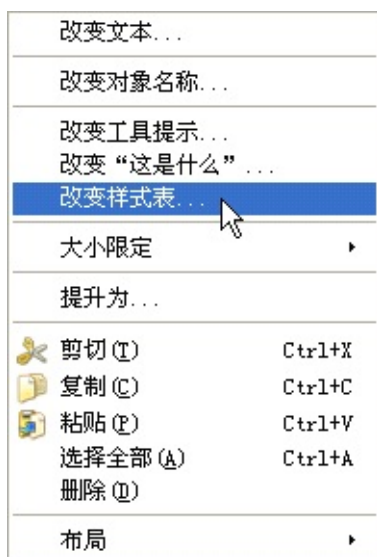 改变文本...
改变对象名称...
改变工具提示...
改变“这是什么”...
改变样式表...
大小限定
提升为...
剪切(T) Ctrl+X
复制(C) Ctrl+C
粘贴(P) Ctrl+V
选择全部(A) Ctrl+A
删除(D)
布局